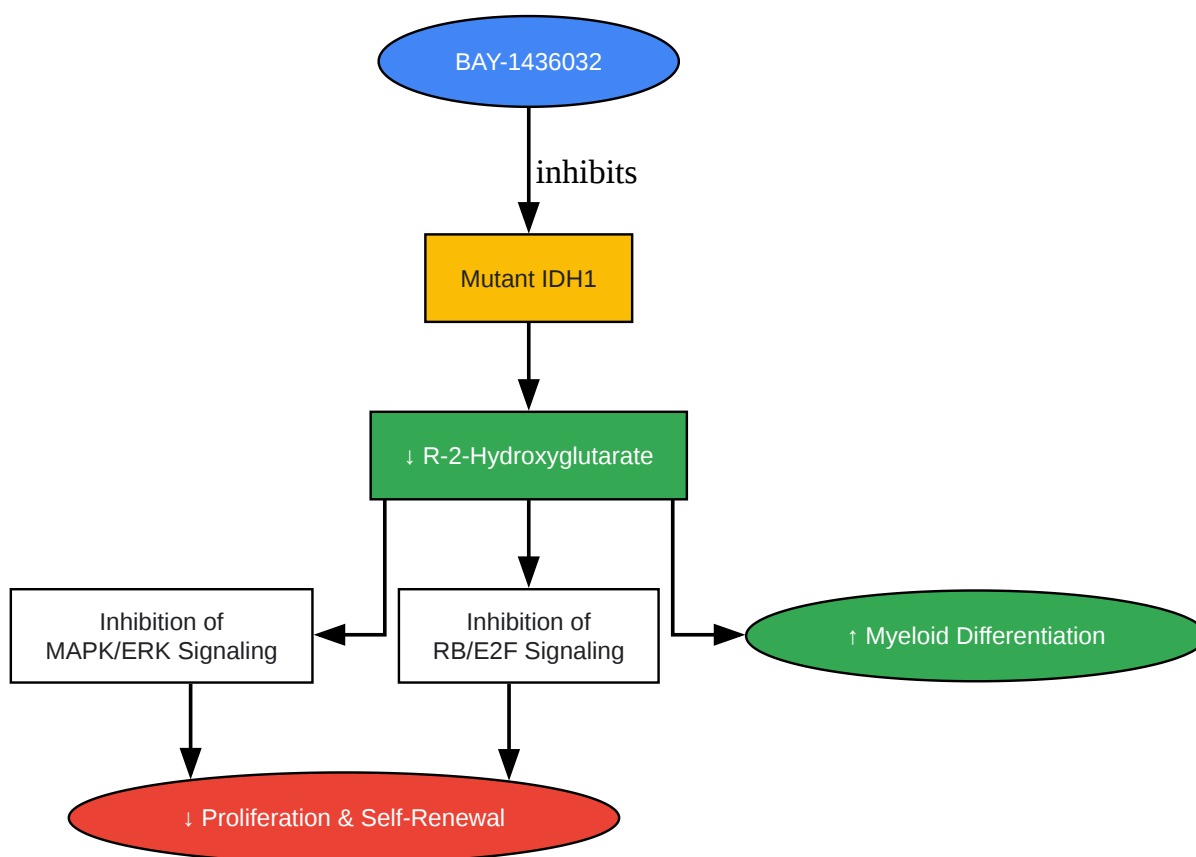 BAY-1436032
inhibits
Mutant IDH1
↓ R-2-Hydroxyglutarate
Inhibition of
MAPK/ERK Signaling
Inhibition of
RB/E2F Signaling
↑ Myeloid Differentiation
↓ Proliferation & Self-Renewal